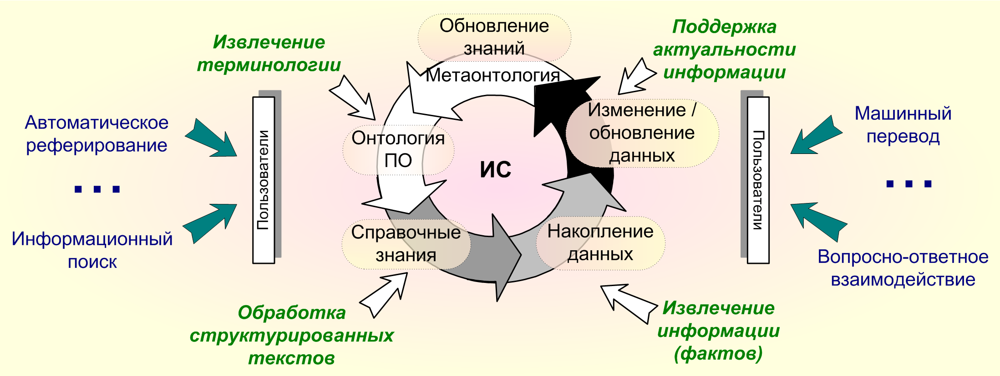 Обновление
знаний
Метаонтология
Извлечение
терминологии
Поддержка
актуальности
информации
Автоматическое
реферирование
...
Информационный
поиск
Пользователи
Онтология
ПО
ИС
Изменение /
обновление
данных
Справочные
знания
Накопление
данных
Пользователи
Машинный
перевод
...
Вопросно-ответное
взаимодействие
Обработка
структурированных
текстов
Извлечение
информации
(фактов)